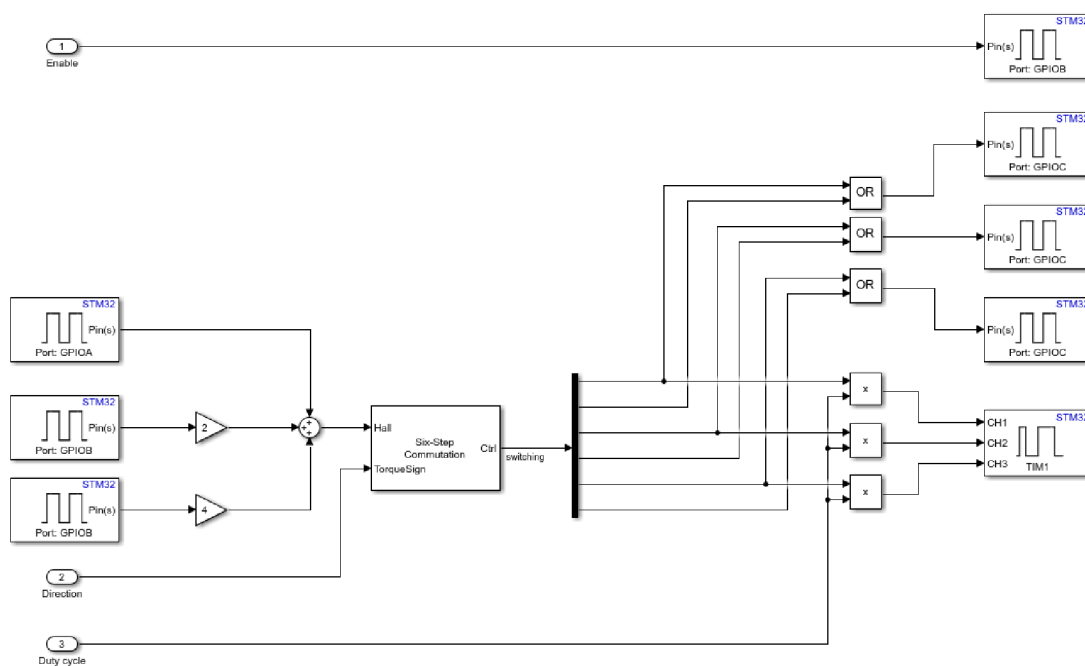 STM32
Pin(s)
Port: GPIOB
1
Enable
STM32
Pin(s)
Port: GPIOC
OR
STM32
Pin(s)
Port: GPIOC
OR
OR
STM32
Pin(s)
Port: GPIOC
STM32
Pin(s)
Port: GPIOA
STM32
Pin(s)
Port: GPIOB
2
STM32
Pin(s)
Port: GPIOB
4
+
+
+
Hall
TorqueSign
Six-Step
Commutation
Ctrl
switching
x
x
x
STM32
CH1
CH2
CH3
TIM1
2
Direction
3
Duty cycle